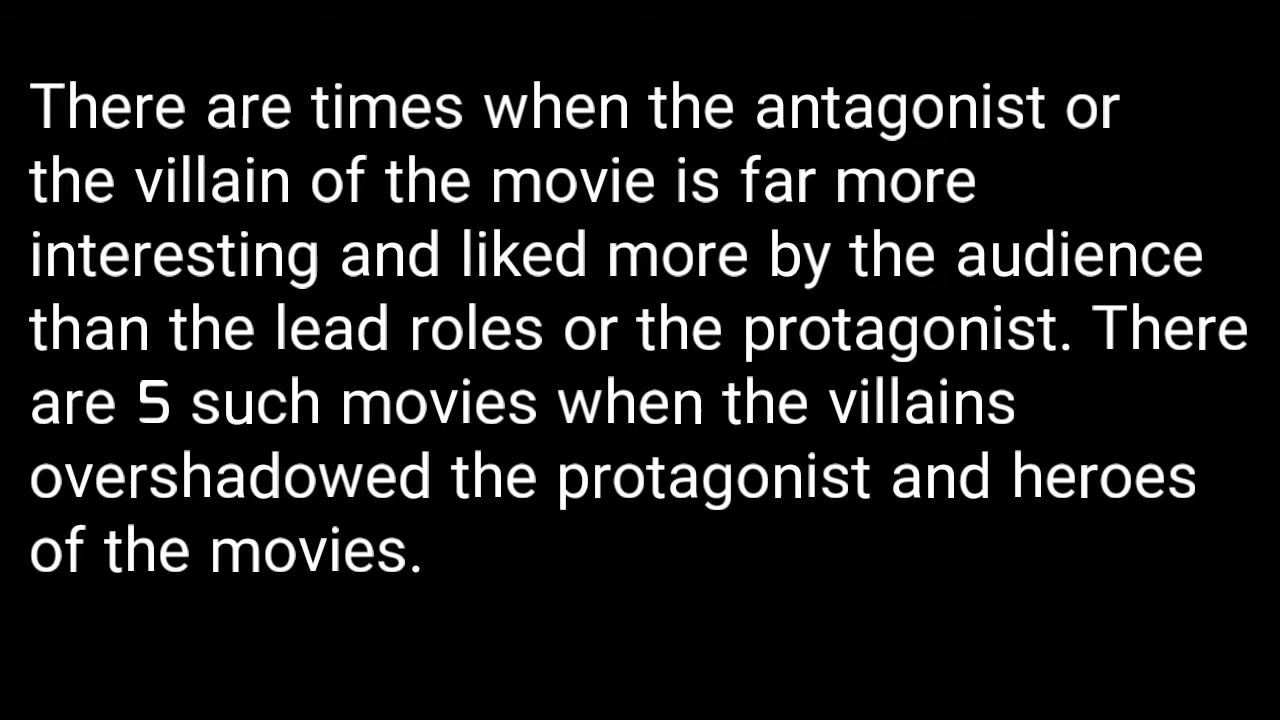 There are times when the antagonist or
the villain of the movie is far more
interesting and liked more by the audience
than the lead roles or the protagonist. There
are 5 such movies when the villains
overshadowed the protagonist and heroes
of the movies.